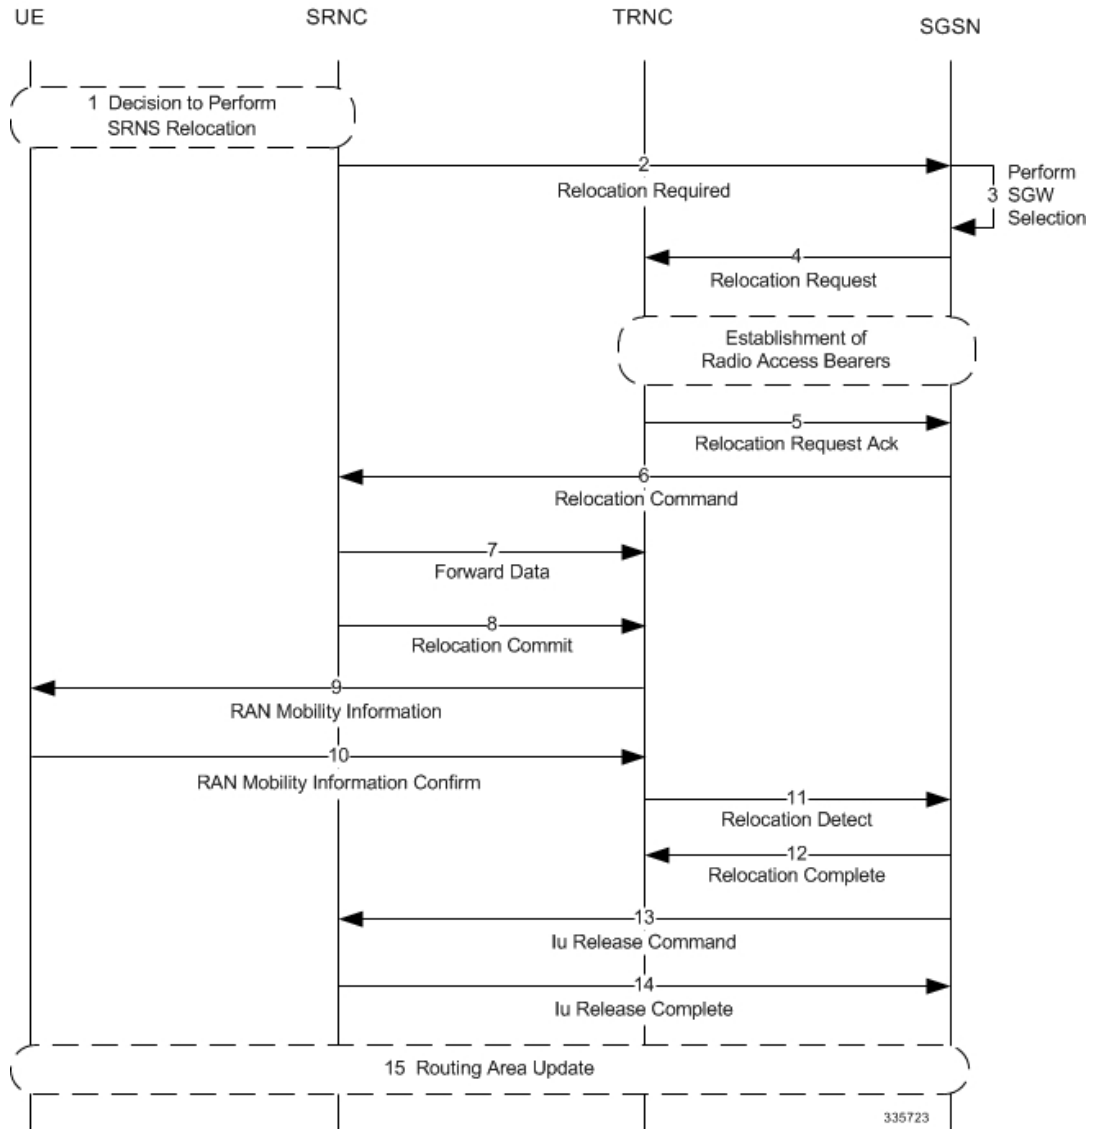 UE SRNC TRNC SGSN
1 Decision to Perform
SRNS Relocation
2
Relocation Required
Perform
3 SGW
Selection
4
Relocation Request
Establishment of
Radio Access Bearers
5
Relocation Request Ack
6
Relocation Command
7
Forward Data
8
Relocation Commit
9
RAN Mobility Information
10
RAN Mobility Information Confirm
11
Relocation Detect
12
Relocation Complete
13
Iu Release Command
14
Iu Release Complete
15 Routing Area Update
335723